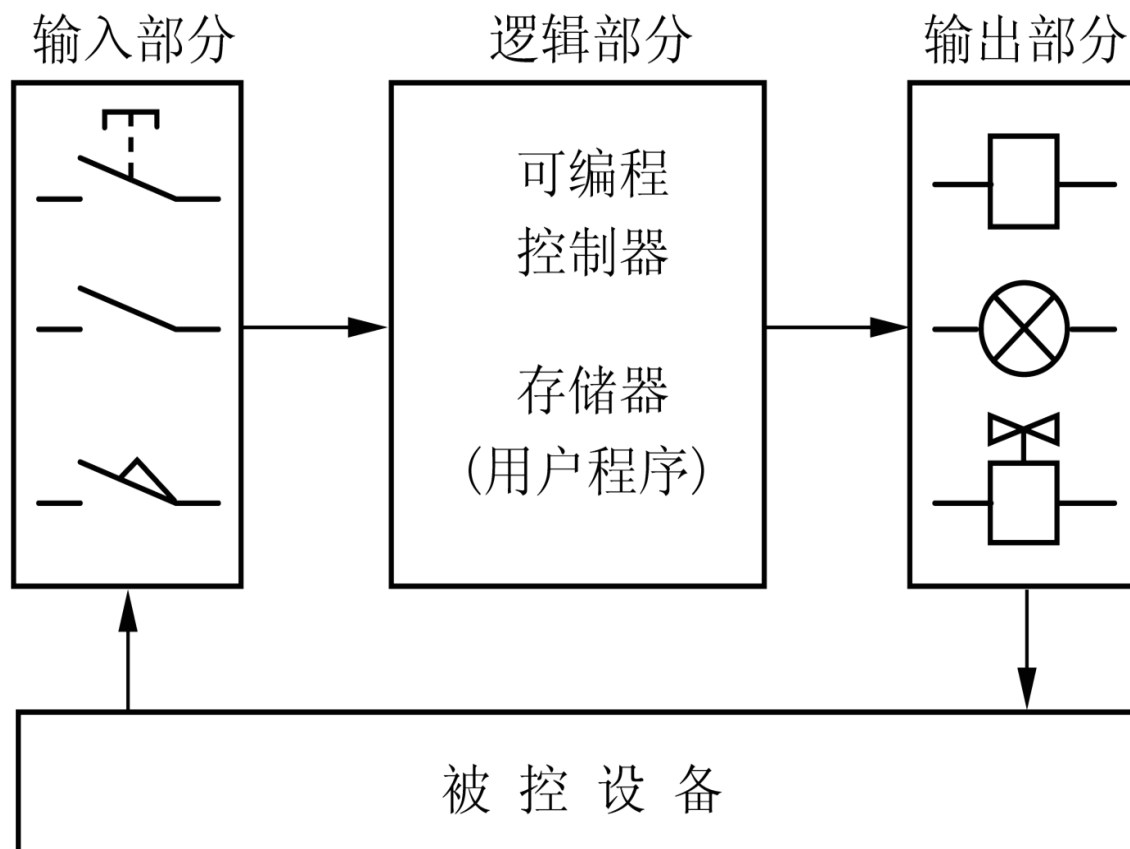 输入部分
逻辑部分
输出部分
可编程
控制器
存储器
(用户程序)
被控设备